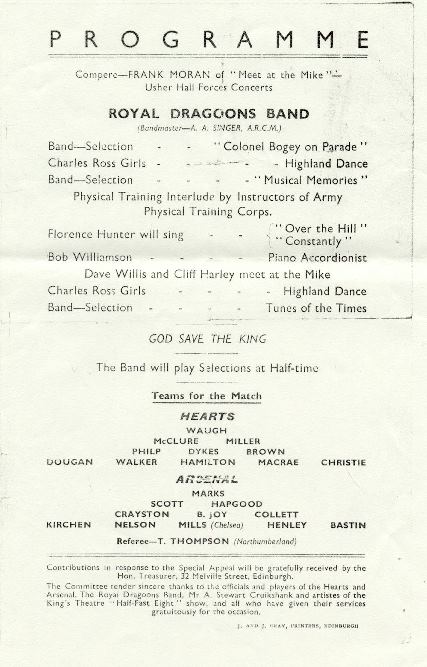 PROGRAMME
Compere—FRANK MORAN of "Meet at the Mike"—
Usher Hall Forces Concerts
ROYAL DRAGOONS BAND
(Bandmaster—A. A. SINGER, A.R.C.M.)
Band—Selection - - "Colonel Bogey on Parade"
Charles Ross Girls - - - - Highland Dance
Band—Selection - - - - "Musical Memories"
Physical Training Interlude by Instructors of Army
Physical Training Corps.
Florence Hunter will sing - - { "Over the Hill"
"Constantly"
Bob Williamson - - - - Piano Accordionist
Dave Willis and Cliff Harley meet at the Mike
Charles Ross Girls - - - - Highland Dance
Band—Selection - - - - Tunes of the Times
GOD SAVE THE KING
The Band will play Selections at Half-time
Teams for the Match
HEARTS
WAUGH
McCLURE MILLER
PHILP DYKES BROWN
DOUGAN WALKER HAMILTON MACRAE CHRISTIE
ARSENAL
MARKS
SCOTT HAPGOOD
CRAYSTON B. JOY COLLETT
KIRCHEN NELSON MILLS (Chelsea) HENLEY BASTIN
Referee—T. THOMPSON (Northumberland)
Contributions in response to the Special Appeal will be gratefully received by the
Hon. Treasurer, 32 Melville Street, Edinburgh.
The Committee tender sincere thanks to the officials and players of the Hearts and
Arsenal, The Royal Dragoons Band, Mr A. Stewart Cruikshank and artistes of the
King's Theatre "Half-Past Eight" show, and all who have given their services
gratuitously for the occasion.
J. AND J. GRAY, PRINTERS, EDINBURGH